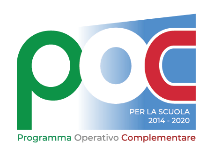 poc
PER LA SCUOLA
2014 - 2020
Programma Operativo Complementare